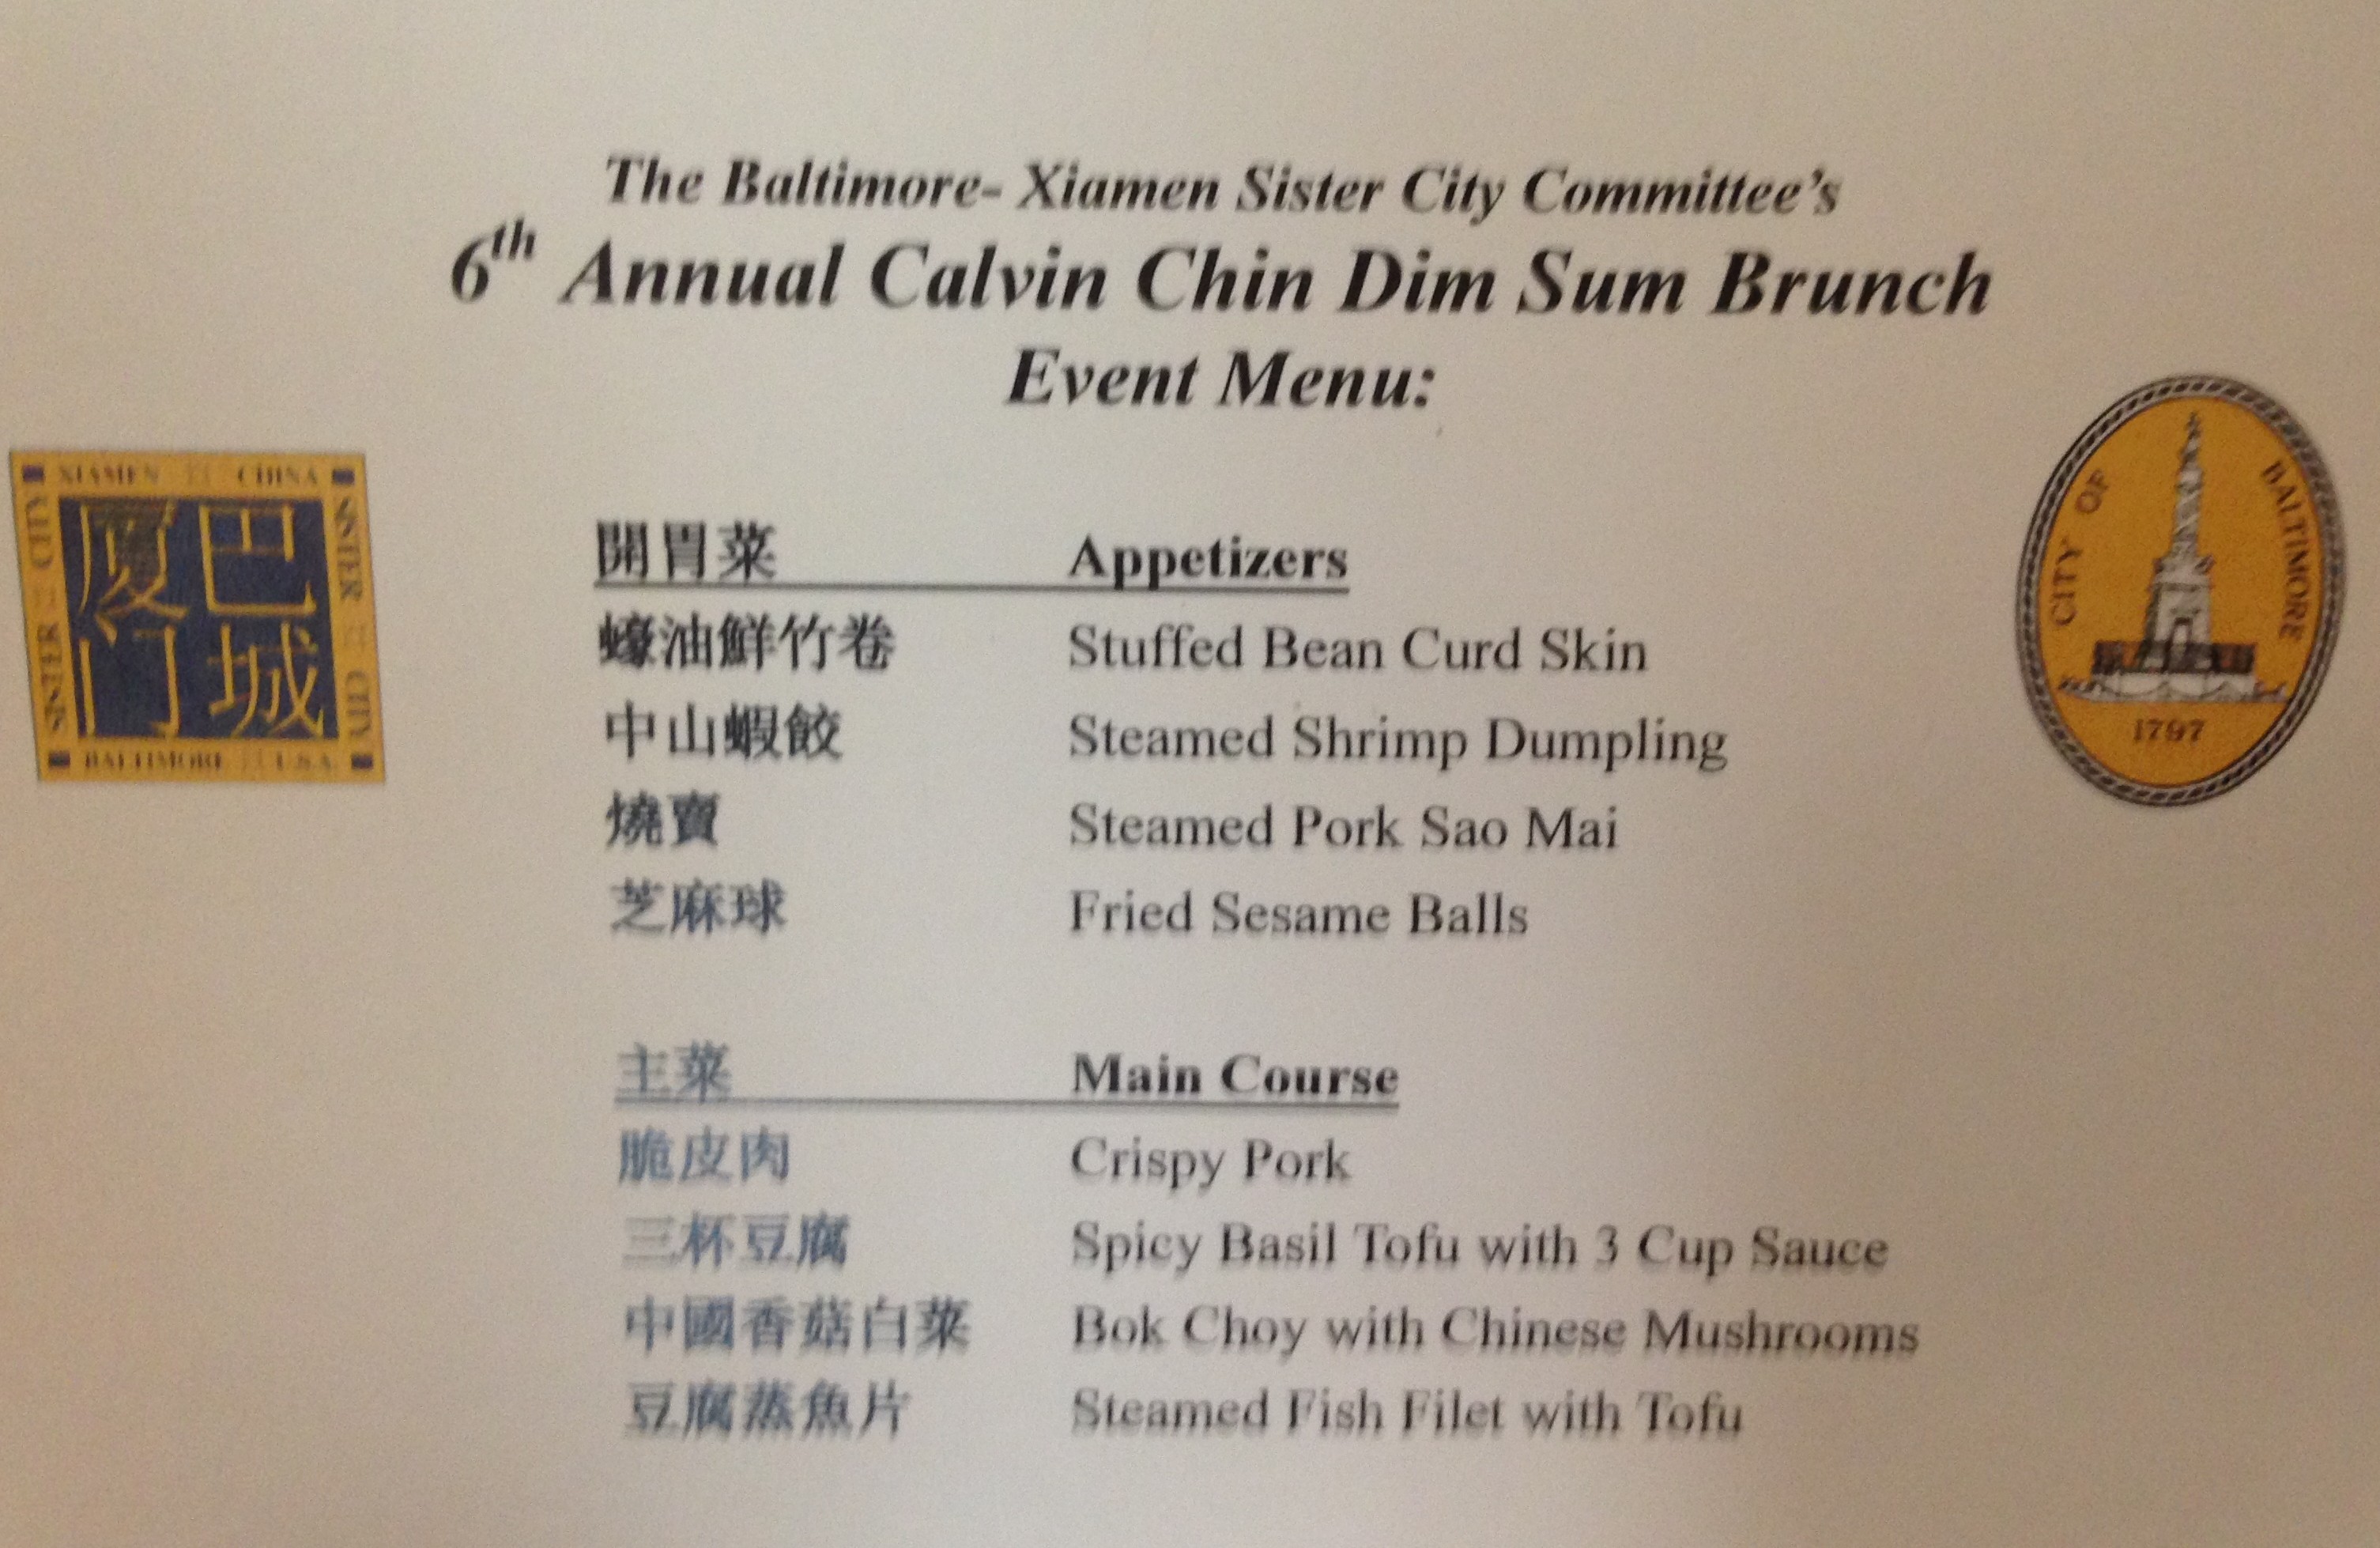 The Baltimore- Xiamen Sister City Committee's
6th Annual Calvin Chin Dim Sum Brunch
Event Menu:
XIAMEN CHINA
SISTER CITY
厦 巴
门 城
SISTER CITY
BALTIMORE U.S.A.
CITY OF BALTIMORE
1797
開胃菜 Appetizers
蠔油鮮竹卷 Stuffed Bean Curd Skin
中山蝦餃 Steamed Shrimp Dumpling
燒賣 Steamed Pork Sao Mai
芝麻球 Fried Sesame Balls
主菜 Main Course
脆皮肉 Crispy Pork
三杯豆腐 Spicy Basil Tofu with 3 Cup Sauce
中國香菇白菜 Bok Choy with Chinese Mushrooms
豆腐蒸魚片 Steamed Fish Filet with Tofu